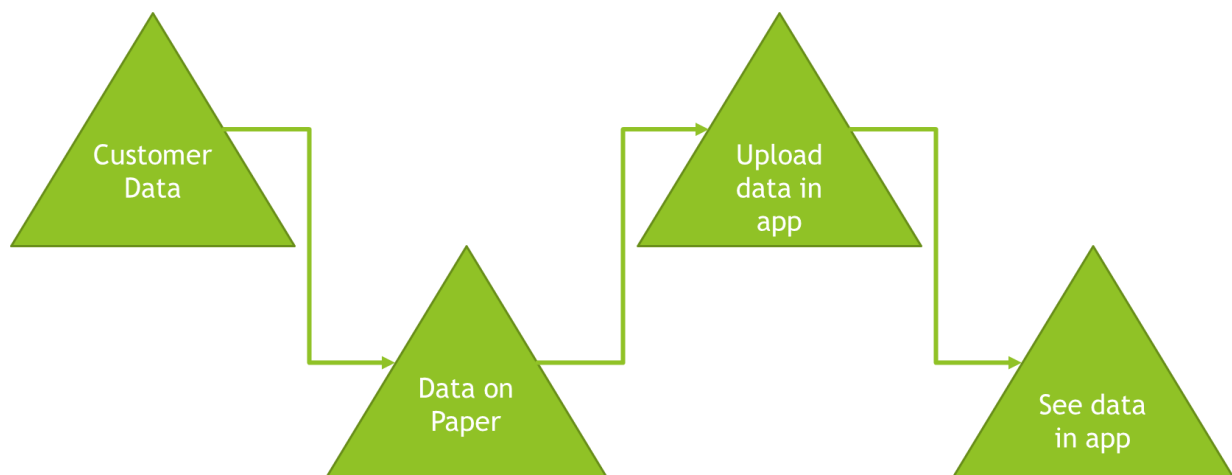 Customer
Data
Data on
Paper
Upload
data in
app
See data
in app